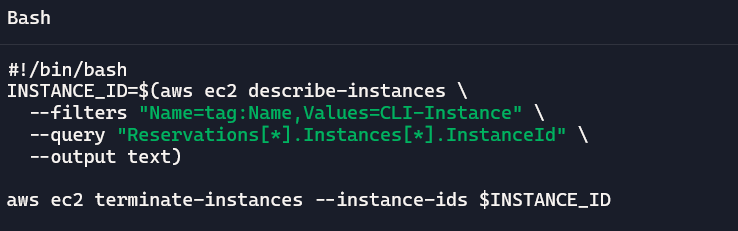 Bash
#!/bin/bash
INSTANCE_ID=$(aws ec2 describe-instances \
  --filters "Name=tag:Name,Values=CLI-Instance" \
  --query "Reservations[*].Instances[*].InstanceId" \
  --output text)

aws ec2 terminate-instances --instance-ids $INSTANCE_ID